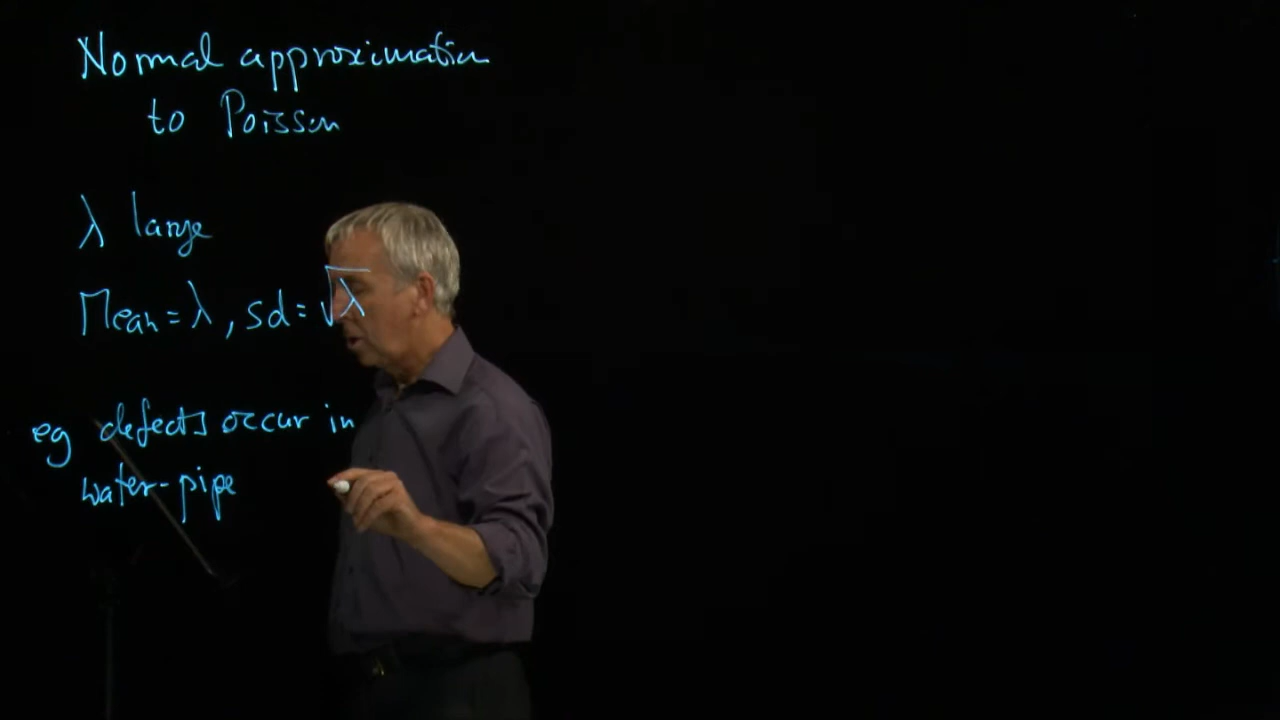 Normal approximation
to Poisson
λ large
Mean = λ, sd = √λ
eg defects occur in
water-pipe